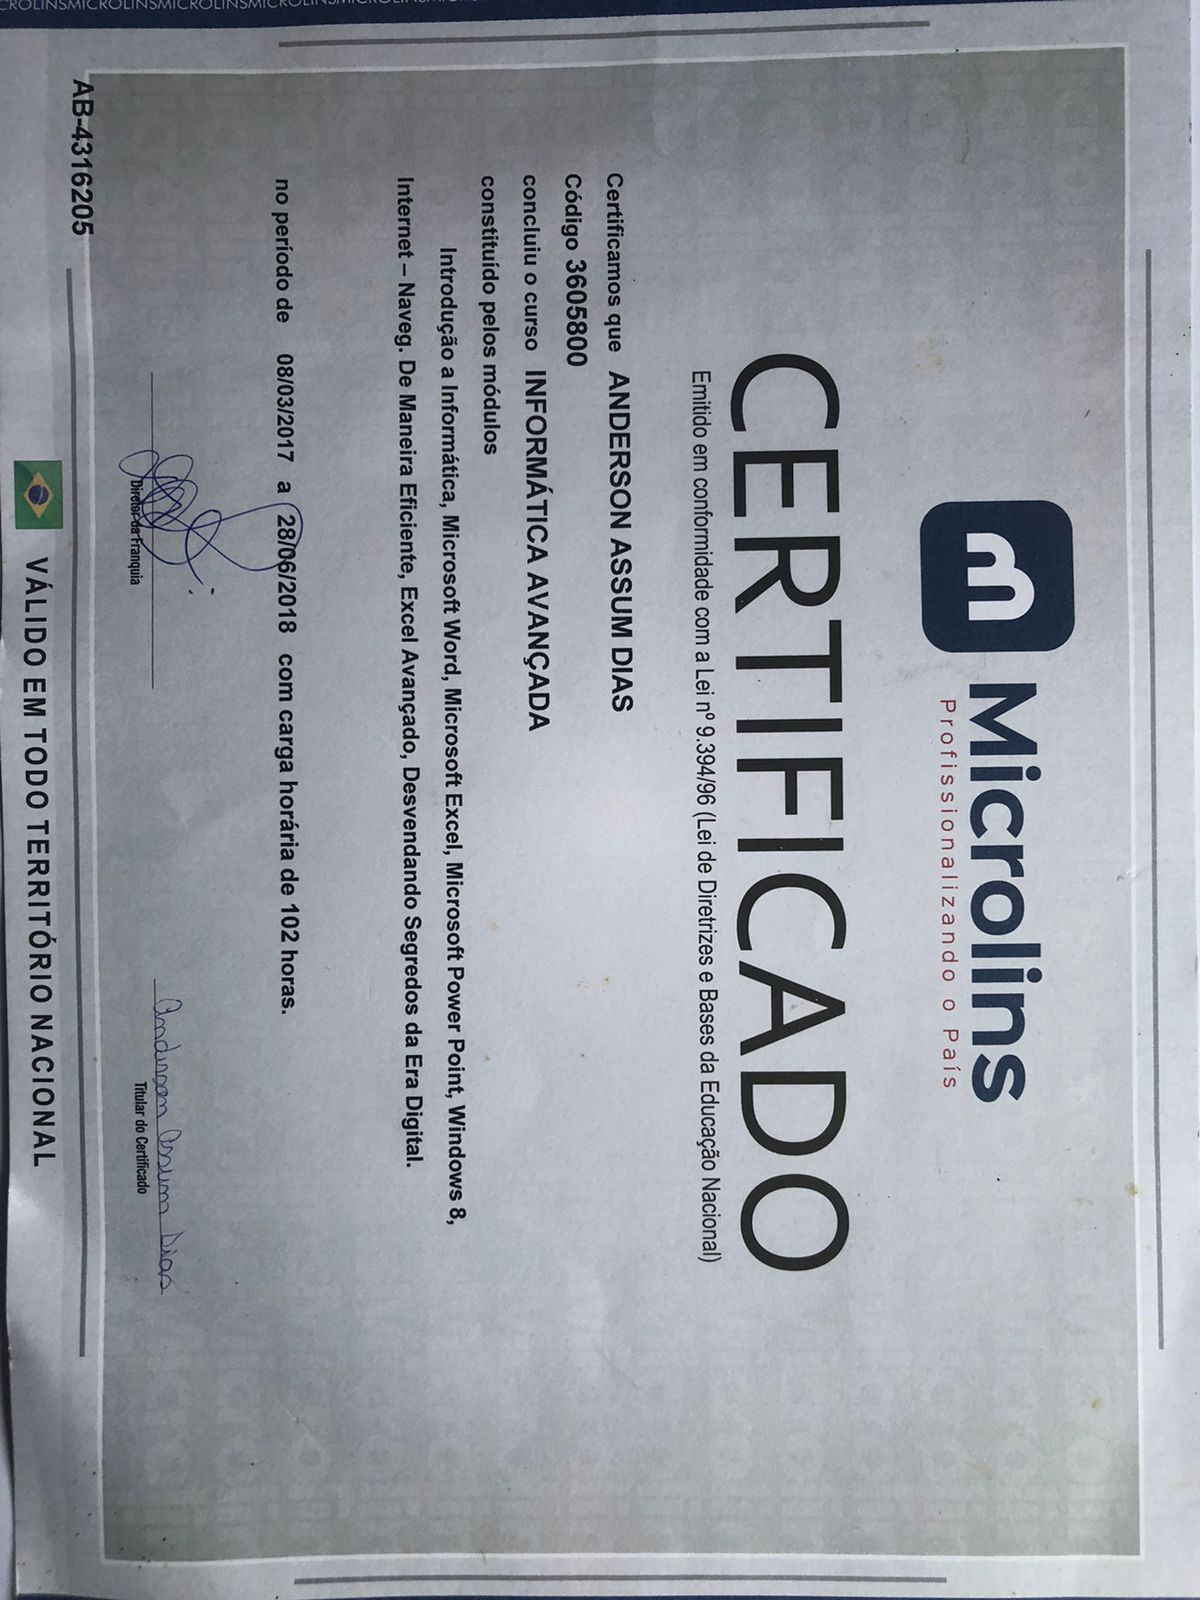 m Microlins
Profissionalizando o País
CERTIFICADO
Emitido em conformidade com a Lei nº 9.394/96 (Lei de Diretrizes e Bases da Educação Nacional)
Certificamos que ANDERSON ASSUM DIAS
Código 3605800
concluiu o curso INFORMÁTICA AVANÇADA
constituído pelos módulos
Introdução a Informática, Microsoft Word, Microsoft Excel, Microsoft Power Point, Windows 8,
Internet – Naveg. De Maneira Eficiente, Excel Avançado, Desvendando Segredos da Era Digital.
no período de 08/03/2017 a 28/06/2018 com carga horária de 102 horas.
Anderson Assum Dias
Diretor da Franquia
Titular do Certificado
AB-4316205
VÁLIDO EM TODO TERRITÓRIO NACIONAL